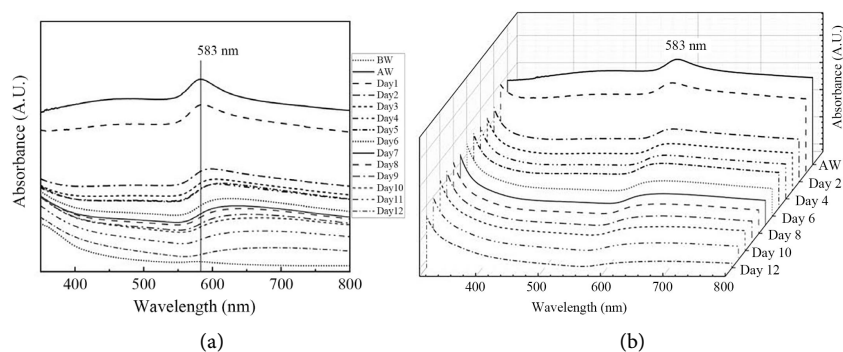 583 nm
Absorbance (A.U.)
400 500 600 700 800
Wavelength (nm)
BW
AW
Day1
Day2
Day3
Day4
Day5
Day6
Day7
Day8
Day9
Day10
Day11
Day12
(a)
583 nm
Absorbance (A.U.)
AW
Day 2
Day 4
Day 6
Day 8
Day 10
Day 12
400 500 600 700 800
Wavelength (nm)
(b)